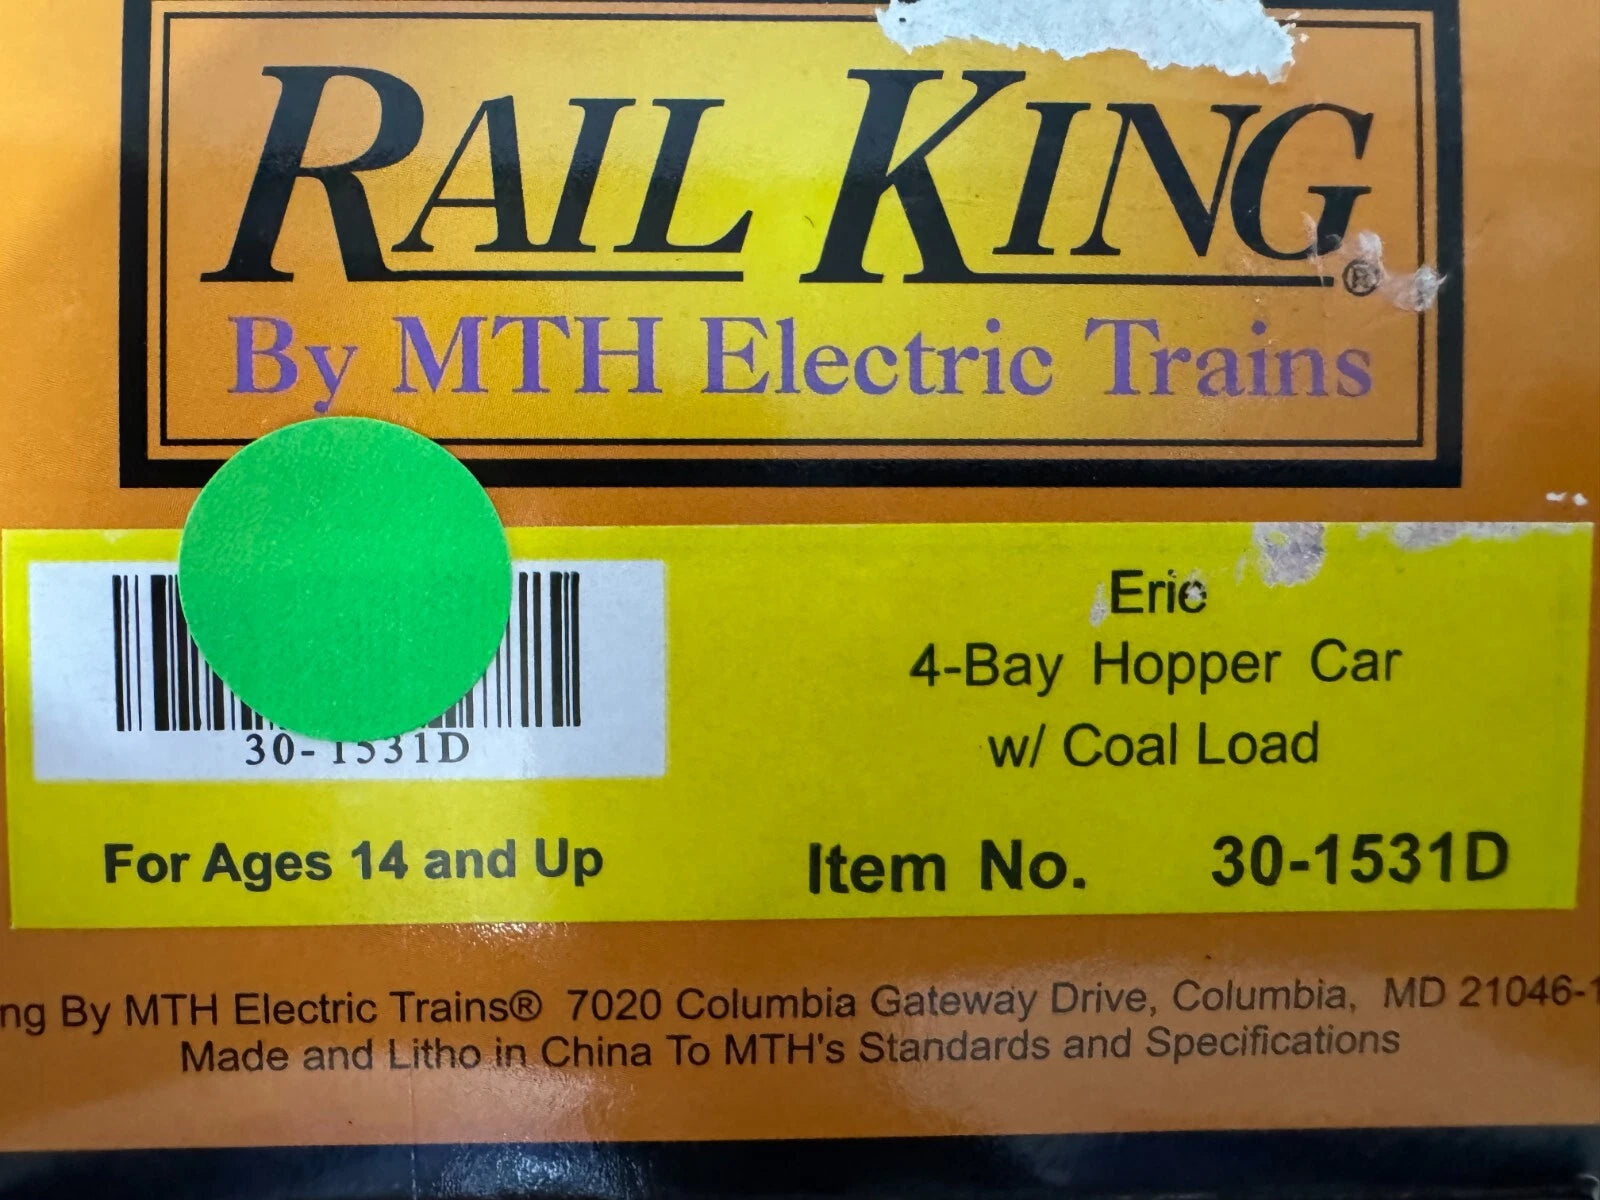 RAIL KING®
By MTH Electric Trains
30-1531D
For Ages 14 and Up
Erie
4-Bay Hopper Car
w/ Coal Load
Item No. 30-1531D
By MTH Electric Trains® 7020 Columbia Gateway Drive, Columbia, MD 21046-1
Made and Litho in China To MTH's Standards and Specifications